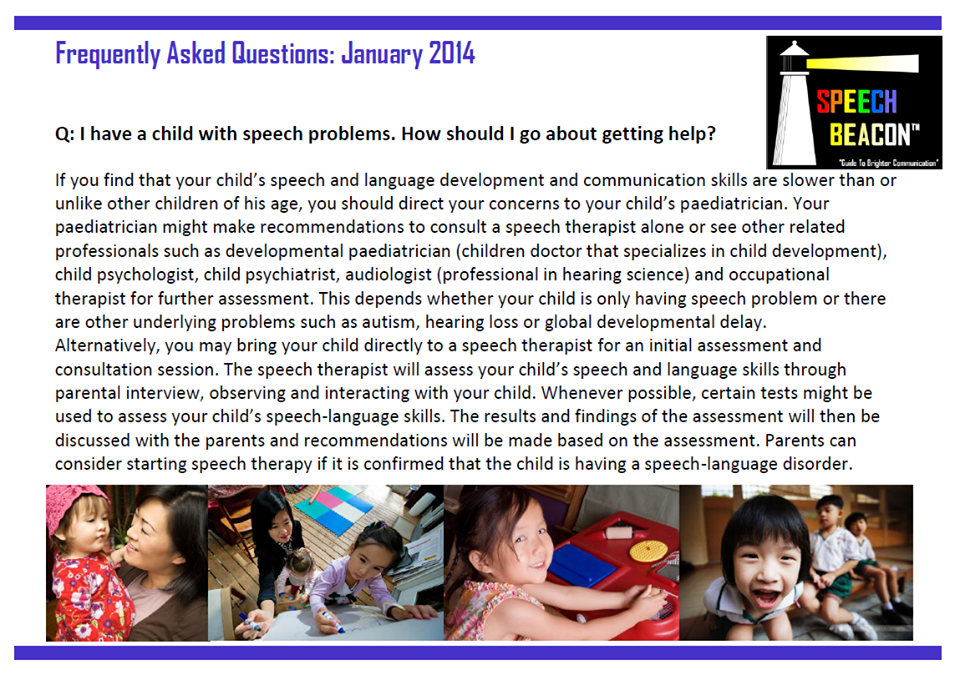 Frequently Asked Questions: January 2014
SPEECH
BEACON™
"Guide To Brighter Communication"
Q: I have a child with speech problems. How should I go about getting help?
If you find that your child's speech and language development and communication skills are slower than or
unlike other children of his age, you should direct your concerns to your child's paediatrician. Your
paediatrician might make recommendations to consult a speech therapist alone or see other related
professionals such as developmental paediatrician (children doctor that specializes in child development),
child psychologist, child psychiatrist, audiologist (professional in hearing science) and occupational
therapist for further assessment. This depends whether your child is only having speech problem or there
are other underlying problems such as autism, hearing loss or global developmental delay.
Alternatively, you may bring your child directly to a speech therapist for an initial assessment and
consultation session. The speech therapist will assess your child's speech and language skills through
parental interview, observing and interacting with your child. Whenever possible, certain tests might be
used to assess your child's speech-language skills. The results and findings of the assessment will then be
discussed with the parents and recommendations will be made based on the assessment. Parents can
consider starting speech therapy if it is confirmed that the child is having a speech-language disorder.